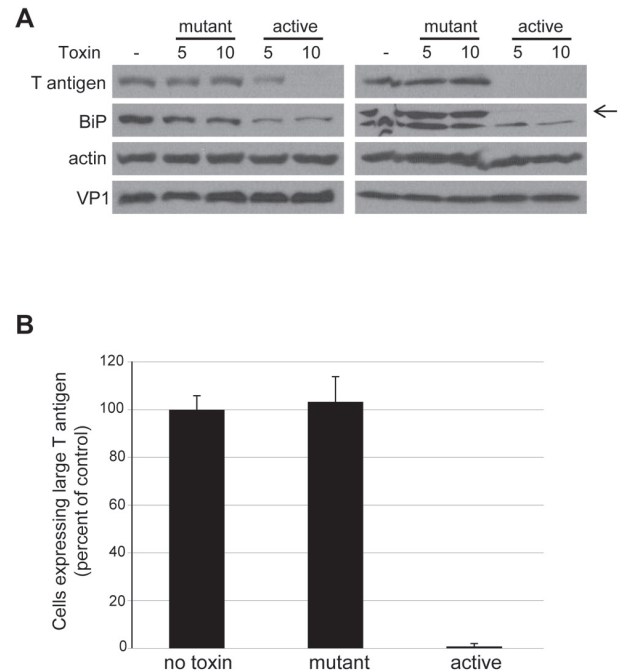 A
mutant active mutant active
Toxin - 5 10 5 10 - 5 10 5 10
T antigen
BiP
actin
VP1
B
Cells expressing large T antigen
(percent of control)
120
100
80
60
40
20
0
no toxin mutant active